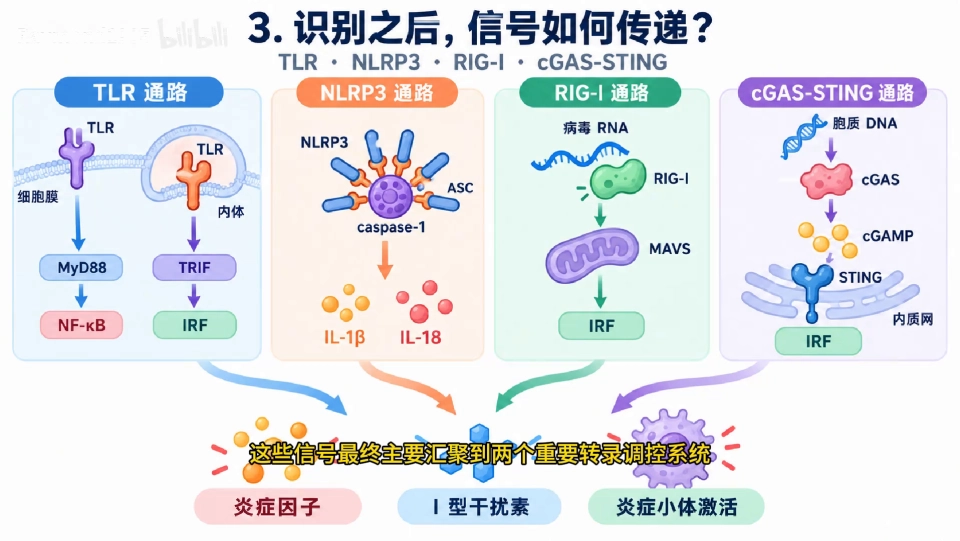 bilibili
3. 识别之后，信号如何传递？
TLR · NLRP3 · RIG-I · cGAS-STING
TLR 通路
TLR
TLR
细胞膜
内体
MyD88
TRIF
NF-κB
IRF
NLRP3 通路
NLRP3
ASC
caspase-1
IL-1β
IL-18
RIG-I 通路
病毒 RNA
RIG-I
MAVS
IRF
cGAS-STING 通路
胞质 DNA
cGAS
cGAMP
STING
内质网
IRF
这些信号最终主要汇聚到两个重要转录调控系统
炎症因子
I 型干扰素
炎症小体激活